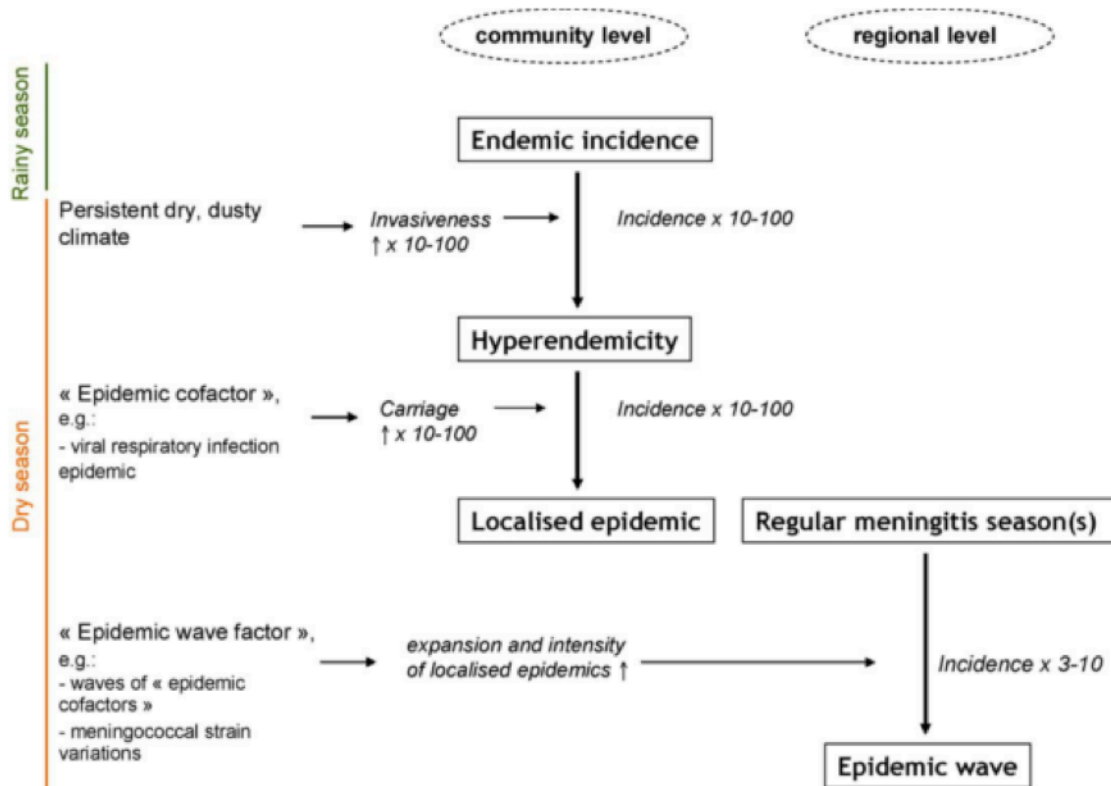 community level
regional level
Rainy season
Endemic incidence
Persistent dry, dusty
climate
Invasiveness
↑ x 10-100
Incidence x 10-100
Hyperendemicity
Dry season
« Epidemic cofactor »,
e.g.:
- viral respiratory infection
epidemic
Carriage
↑ x 10-100
Incidence x 10-100
Localised epidemic
Regular meningitis season(s)
« Epidemic wave factor »,
e.g.:
- waves of « epidemic
cofactors »
- meningococcal strain
variations
expansion and intensity
of localised epidemics ↑
Incidence x 3-10
Epidemic wave